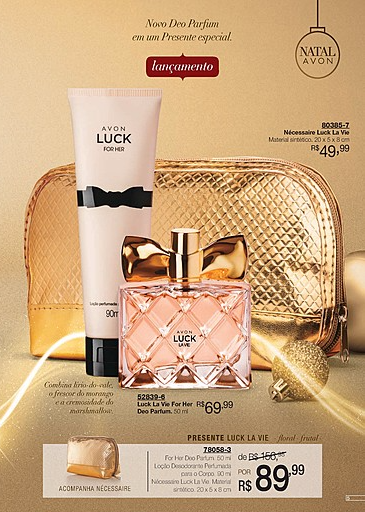 Novo Deo Parfum
em um Presente especial.
NATAL
AVON
lançamento
80385-7
Nécessaire Luck La Vie
Material sintético. 20 x 5 x 8 cm
R$49,99
AVON
LUCK
FOR HER
Loção perfumada
90ml
AVON
LUCK
LA VIE
Combina lírio-do-vale,
o frescor do morango
e a cremosidade do
marshmallow.
52839-6
Luck La Vie For Her
Deo Parfum. 50 ml
R$69,99
PRESENTE LUCK LA VIE - floral - frutal
78058-3
For Her Deo Parfum. 50 ml
Loção Desodorante Perfumada
para o Corpo. 90 ml
Nécessaire Luck La Vie. Material
sintético. 20 x 5 x 8 cm
de R$ 156,98
POR
R$ 89,99
ACOMPANHA NÉCESSAIRE